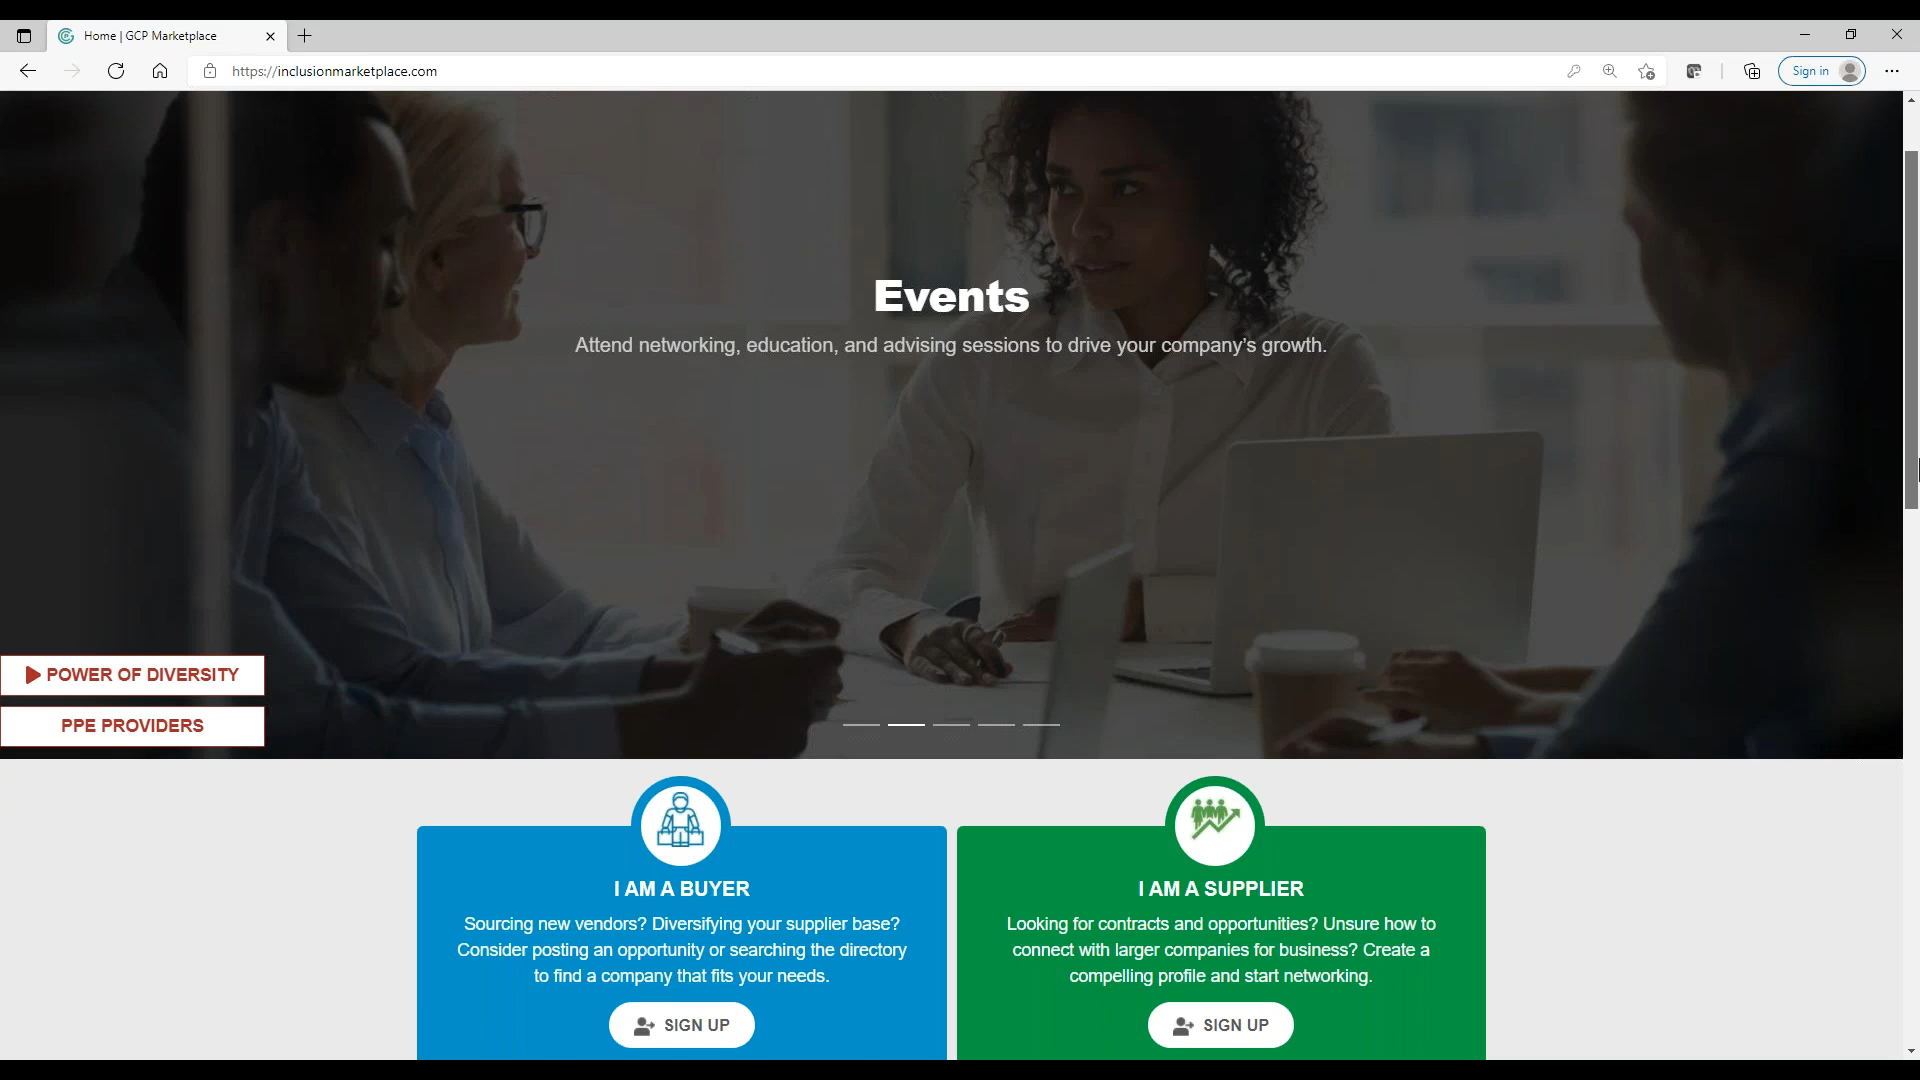 Home | GCP Marketplace
https://inclusionmarketplace.com
Sign in
Events
Attend networking, education, and advising sessions to drive your company’s growth.
POWER OF DIVERSITY
PPE PROVIDERS
I AM A BUYER
Sourcing new vendors? Diversifying your supplier base?
Consider posting an opportunity or searching the directory
to find a company that fits your needs.
SIGN UP
I AM A SUPPLIER
Looking for contracts and opportunities? Unsure how to
connect with larger companies for business? Create a
compelling profile and start networking.
SIGN UP